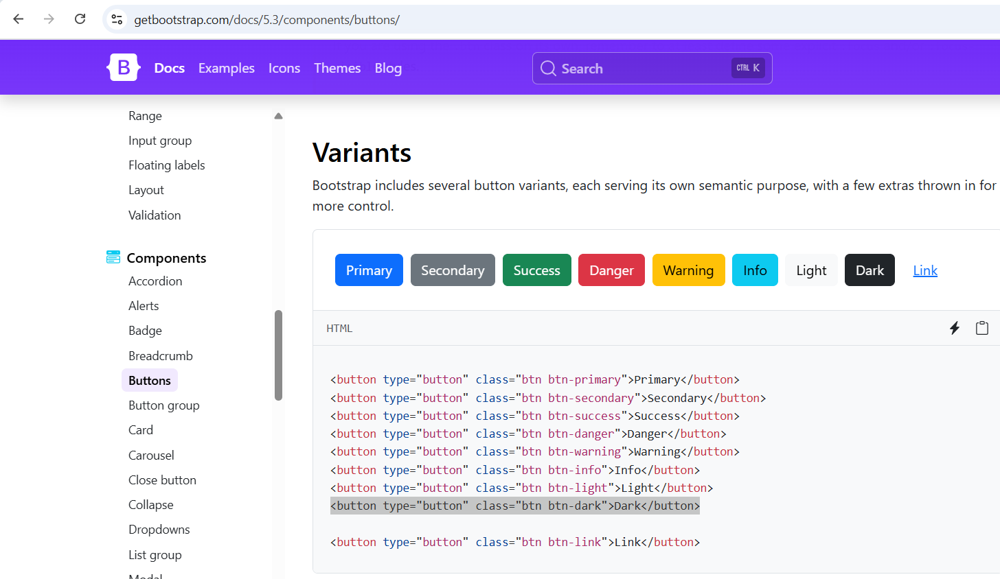 getbootstrap.com/docs/5.3/components/buttons/
B Docs Examples Icons Themes Blog Search CTRL K
Range
Input group
Floating labels
Layout
Validation
Components
Accordion
Alerts
Badge
Breadcrumb
Buttons
Button group
Card
Carousel
Close button
Collapse
Dropdowns
List group
Modal
Variants
Bootstrap includes several button variants, each serving its own semantic purpose, with a few extras thrown in for
more control.
Primary Secondary Success Danger Warning Info Light Dark Link
HTML
<button type="button" class="btn btn-primary">Primary</button>
<button type="button" class="btn btn-secondary">Secondary</button>
<button type="button" class="btn btn-success">Success</button>
<button type="button" class="btn btn-danger">Danger</button>
<button type="button" class="btn btn-warning">Warning</button>
<button type="button" class="btn btn-info">Info</button>
<button type="button" class="btn btn-light">Light</button>
<button type="button" class="btn btn-dark">Dark</button>
<button type="button" class="btn btn-link">Link</button>